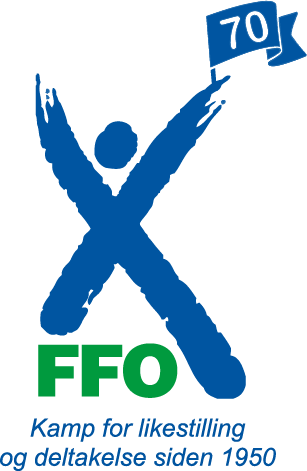 70
FFO
Kamp for likestilling
og deltakelse siden 1950